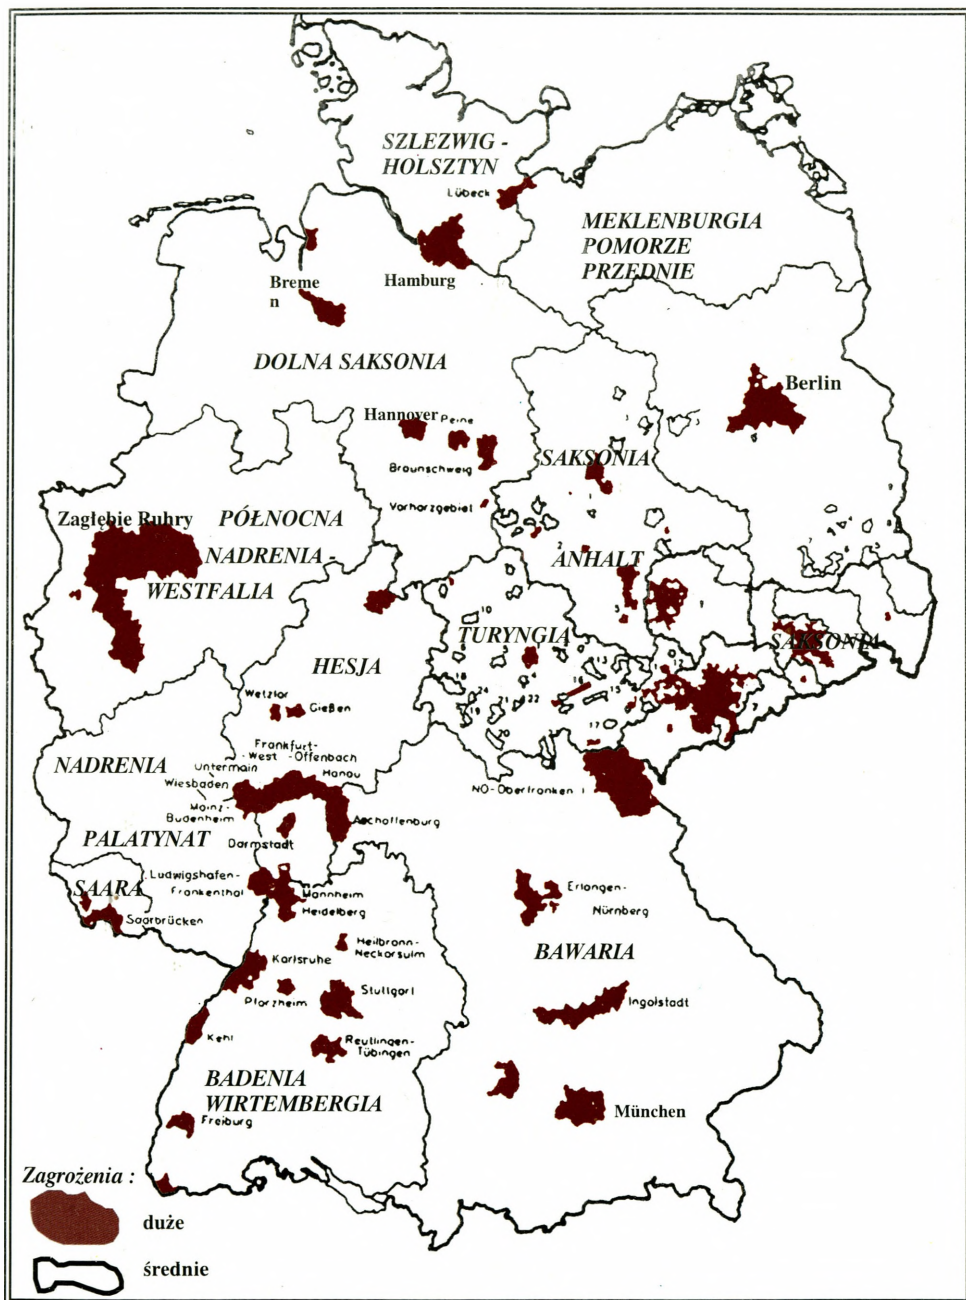 SZLEZWIG -
HOLSZTYN
Lübeck
MEKLENBURGIA
POMORZE
PRZEDNIE
Breme
n
Hamburg
DOLNA SAKSONIA
Berlin
Hannover
Peine
Braunschweig
SAKSONIA
Vorharzgebiet
Zagłębie Ruhry
PÓŁNOCNA
NADRENIA -
WESTFALIA
ANHALT
TURYNGIA
SAKSONIA
HESJA
Wetzlar
Gießen
Frankfurt-
Untermain
-West
-Offenbach
Hanau
NADRENIA
Wiesbaden
Mainz-
Budenheim
NO-Oberfranken
Aschaffenburg
PALATYNAT
Darmstadt
SAARA
Ludwigshafen-
Frankenthal
Mannheim
Heidelberg
Erlangen-
Nürnberg
Saarbrücken
Heilbronn-
Neckarsulm
BAWARIA
Karlsruhe
Pforzheim
Stuttgart
Ingolstadt
Kehl
Reutlingen-
Tübingen
BADENIA
WIRTEMBERGIA
München
Freiburg
Zagrożenia :
duże
średnie